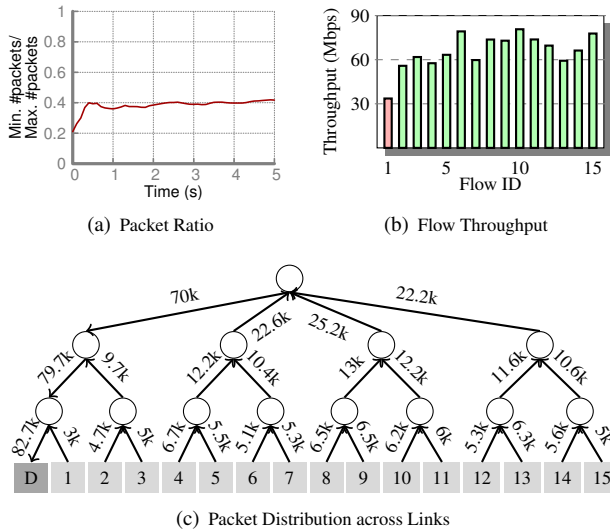 Min. #packets/
Max. #packets
1
0.8
0.6
0.4
0.2
0
0 1 2 3 4 5
Time (s)
(a) Packet Ratio
Throughput (Mbps)
90
60
30
1 5 10 15
Flow ID
(b) Flow Throughput
70k 22.6k 25.2k 22.2k
79.7k 9.7k 12.2k 10.4k 13k 12.2k 11.6k 10.6k
82.7k 3k 4.7k 5k 6.7k 5.5k 5.1k 5.3k 6.5k 6.5k 6.2k 6k 5.3k 6.3k 5.6k 5k
D 1 2 3 4 5 6 7 8 9 10 11 12 13 14 15
(c) Packet Distribution across Links